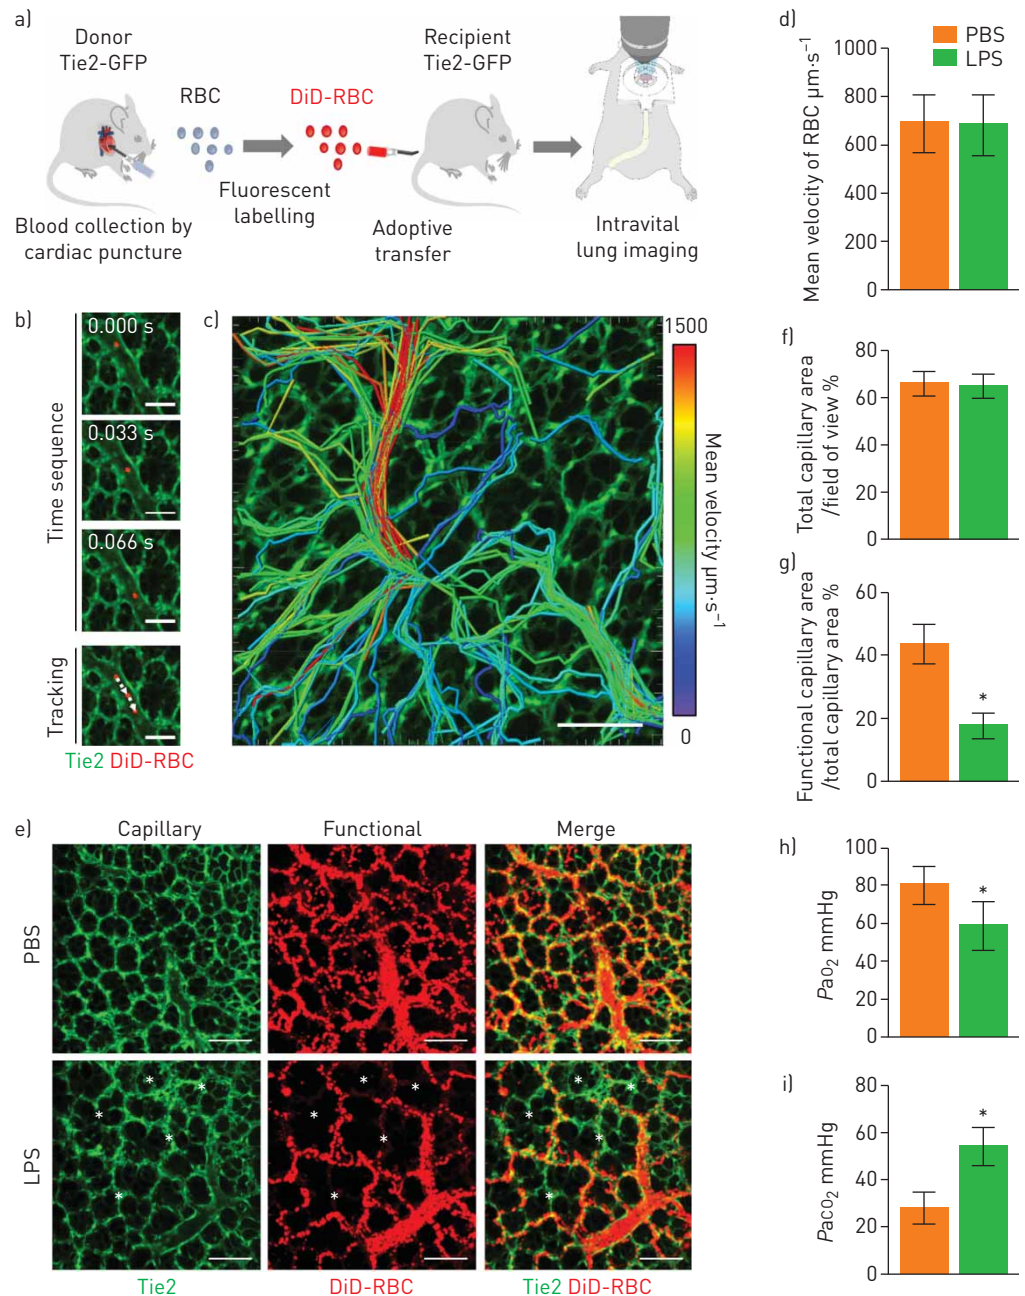 a)
Donor
Tie2-GFP
RBC
DiD-RBC
Recipient
Tie2-GFP
Fluorescent
labelling
Blood collection by
cardiac puncture
Adoptive
transfer
Intravital
lung imaging
b)
Time sequence
0.000 s
0.033 s
0.066 s
Tracking
Tie2 DiD-RBC
c)
1500
Mean velocity µm·s⁻¹
0
d)
PBS
LPS
Mean velocity of RBC µm·s⁻¹
1000
800
600
400
200
0
e)
Capillary
Functional
Merge
PBS
LPS
* * * * *
* * * * *
* * * * *
Tie2
DiD-RBC
Tie2 DiD-RBC
f)
Total capillary area
/field of view %
80
60
40
20
0
g)
Functional capillary area
/total capillary area %
60
40
20
0
*
h)
PaO₂ mmHg
100
80
60
40
20
0
*
i)
PaCO₂ mmHg
80
60
40
20
0
*